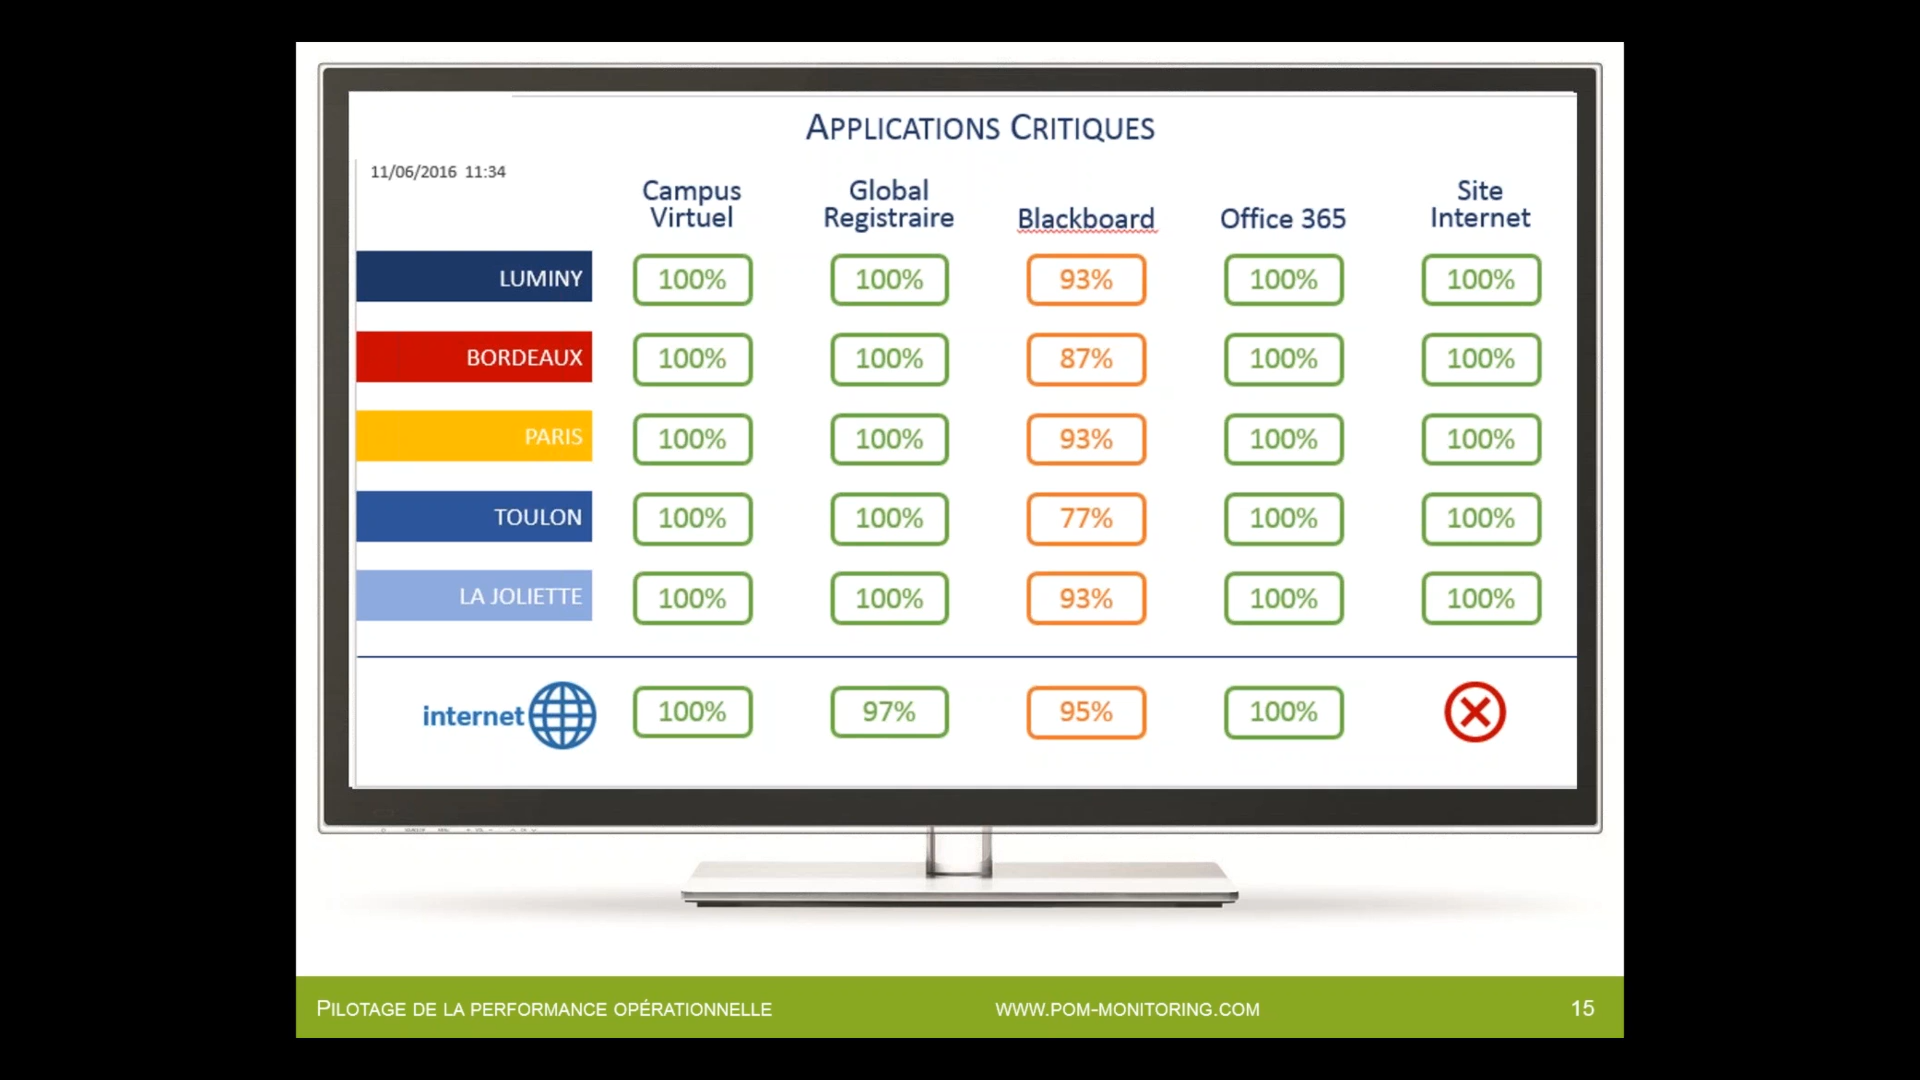 APPLICATIONS CRITIQUES
11/06/2016 11:34
Campus
Virtuel
Global
Registraire
Blackboard
Office 365
Site
Internet
LUMINY 100% 100% 93% 100% 100%
BORDEAUX 100% 100% 87% 100% 100%
PARIS 100% 100% 93% 100% 100%
TOULON 100% 100% 77% 100% 100%
LA JOLIETTE 100% 100% 93% 100% 100%
internet 100% 97% 95% 100%
PILOTAGE DE LA PERFORMANCE OPÉRATIONNELLE WWW.POM-MONITORING.COM 15